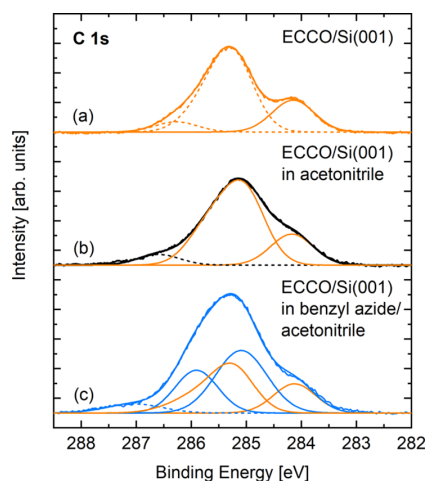 C 1s
ECCO/Si(001)
(a)
ECCO/Si(001)
in acetonitrile
(b)
ECCO/Si(001)
in benzyl azide/
acetonitrile
(c)
Intensity [arb. units]
288 287 286 285 284 283 282
Binding Energy [eV]